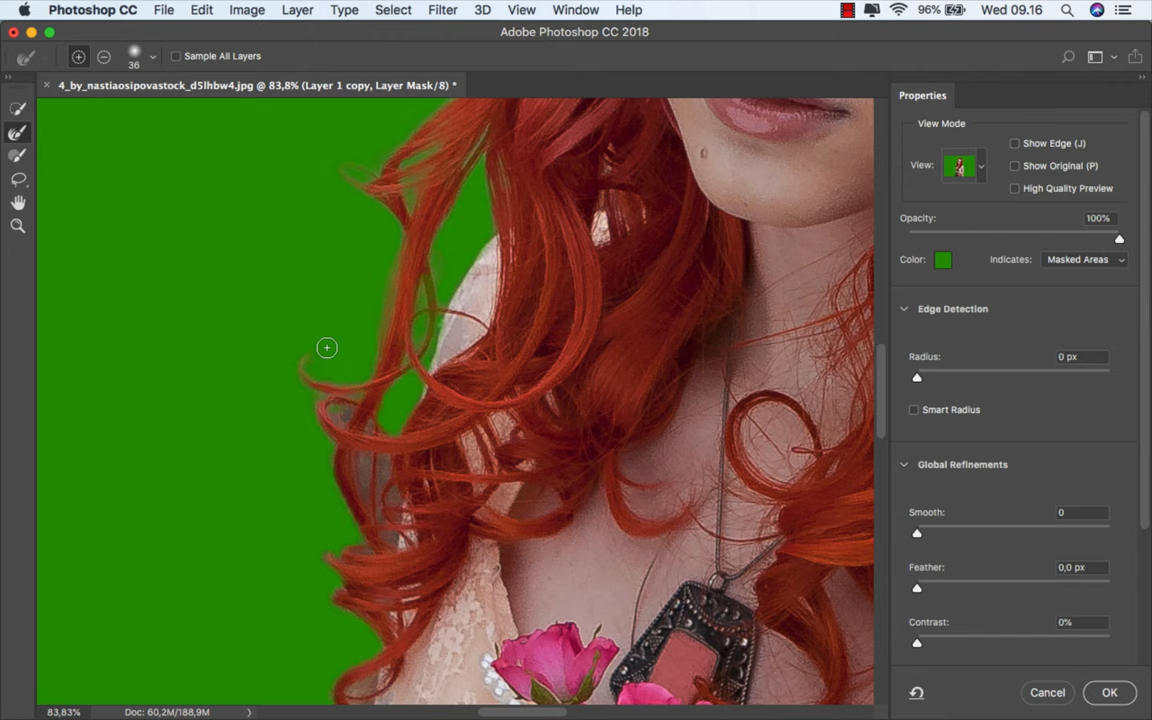 Photoshop CC File Edit Image Layer Type Select Filter 3D View Window Help 96% Wed 09.16
Adobe Photoshop CC 2018
36 Sample All Layers
4_by_nastiaosipovastock_d5lhbw4.jpg @ 83,8% (Layer 1 copy, Layer Mask/8) *
Properties
View Mode
Show Edge (J)
View:
Show Original (P)
High Quality Preview
Opacity: 100%
Color: Indicates: Masked Areas
Edge Detection
Radius: 0 px
Smart Radius
Global Refinements
Smooth: 0
Feather: 0,0 px
Contrast: 0%
Cancel OK
83,83% Doc: 60,2M/188,9M